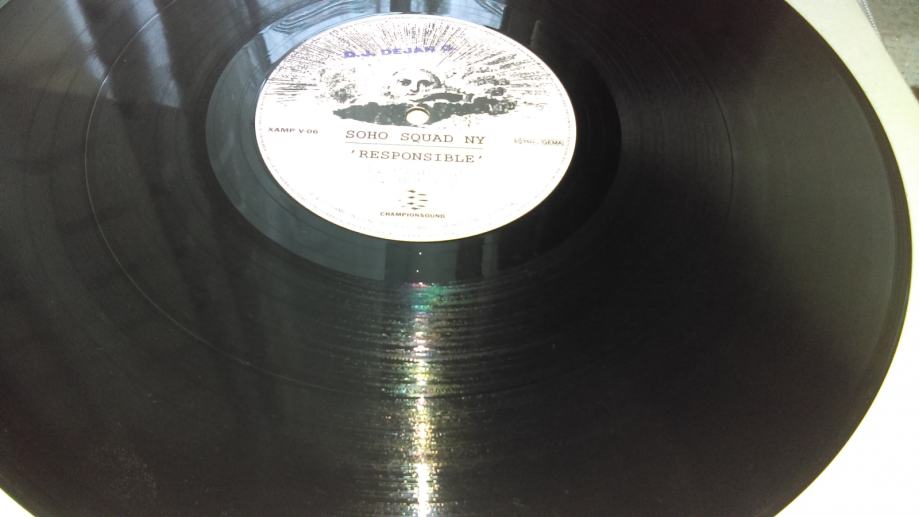 D.J. DEJAN G.
XAMP V-06
SOHO SQUAD NY
GEMA
'RESPONSIBLE'
CHAMPIONSOUND